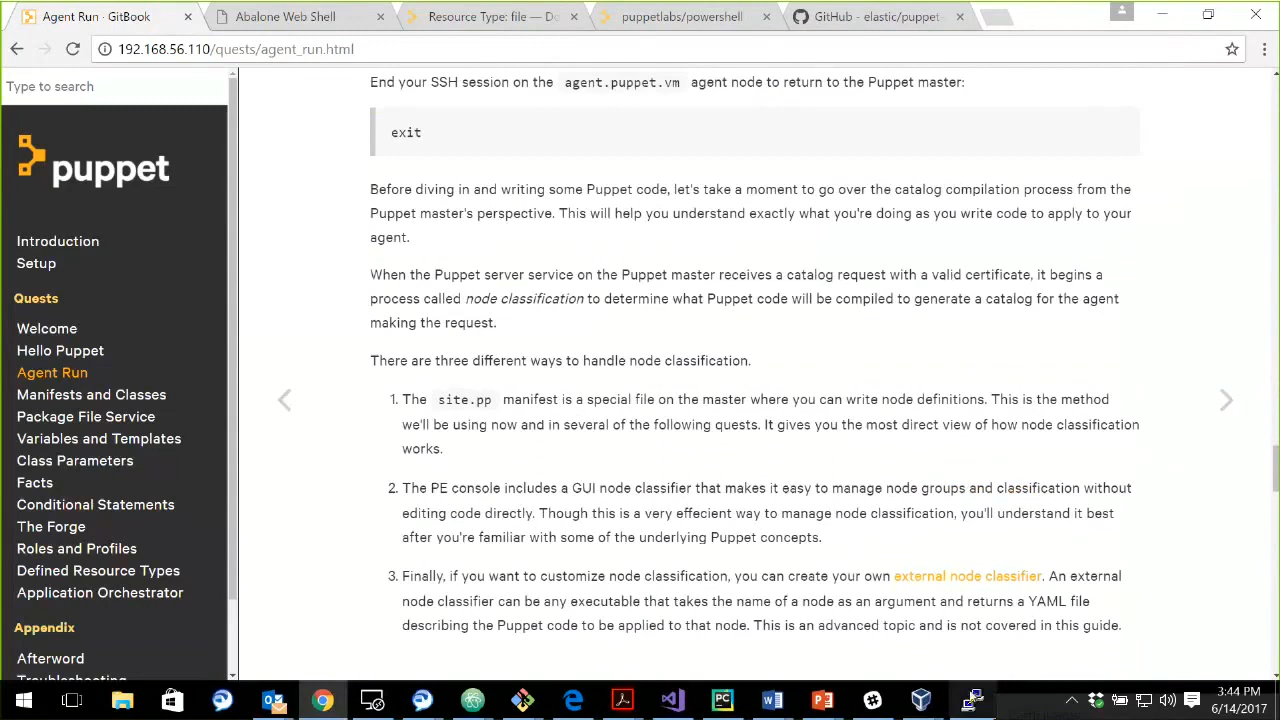 Agent Run · GitBook
Abalone Web Shell
Resource Type: file — Do
puppetlabs/powershell
GitHub - elastic/puppet-
192.168.56.110/quests/agent_run.html
Type to search
puppet
Introduction
Setup
Quests
Welcome
Hello Puppet
Agent Run
Manifests and Classes
Package File Service
Variables and Templates
Class Parameters
Facts
Conditional Statements
The Forge
Roles and Profiles
Defined Resource Types
Application Orchestrator
Appendix
Afterword
Troubleshooting
End your SSH session on the agent.puppet.vm agent node to return to the Puppet master:
exit
Before diving in and writing some Puppet code, let's take a moment to go over the catalog compilation process from the
Puppet master's perspective. This will help you understand exactly what you're doing as you write code to apply to your
agent.
When the Puppet server service on the Puppet master receives a catalog request with a valid certificate, it begins a
process called node classification to determine what Puppet code will be compiled to generate a catalog for the agent
making the request.
There are three different ways to handle node classification.
1. The site.pp manifest is a special file on the master where you can write node definitions. This is the method
we'll be using now and in several of the following quests. It gives you the most direct view of how node classification
works.
2. The PE console includes a GUI node classifier that makes it easy to manage node groups and classification without
editing code directly. Though this is a very effecient way to manage node classification, you'll understand it best
after you're familiar with some of the underlying Puppet concepts.
3. Finally, if you want to customize node classification, you can create your own external node classifier. An external
node classifier can be any executable that takes the name of a node as an argument and returns a YAML file
describing the Puppet code to be applied to that node. This is an advanced topic and is not covered in this guide.
3:44 PM
6/14/2017